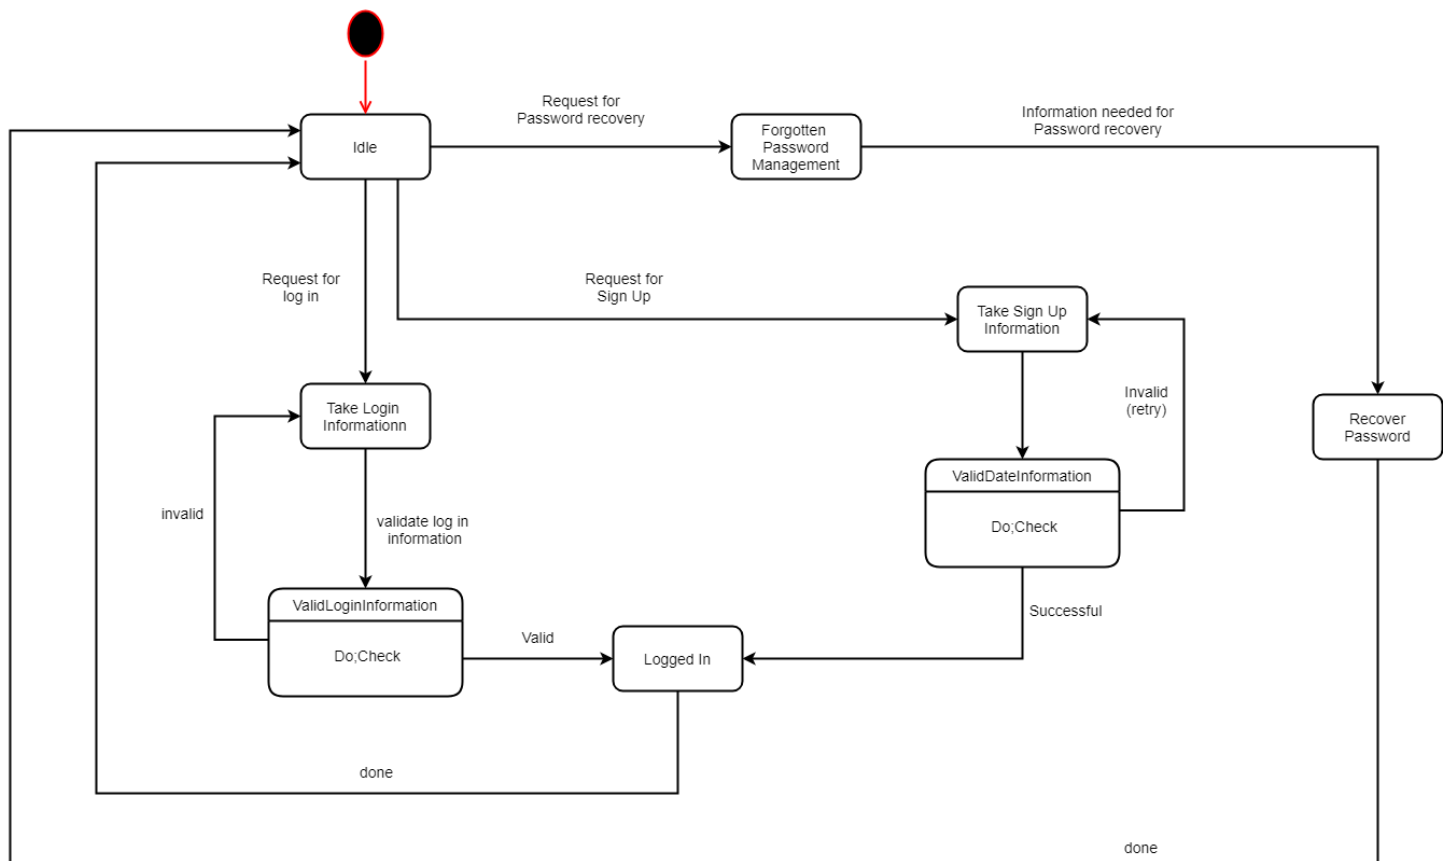 Request for
Password recovery
Information needed for
Password recovery
Idle
Forgotten
Password
Management
Request for
log in
Request for
Sign Up
Take Sign Up
Information
Invalid
(retry)
Take Login
Informationn
Recover
Password
ValidDateInformation
Do;Check
invalid
validate log in
information
ValidLoginInformation
Do;Check
Valid
Logged In
Successful
done
done